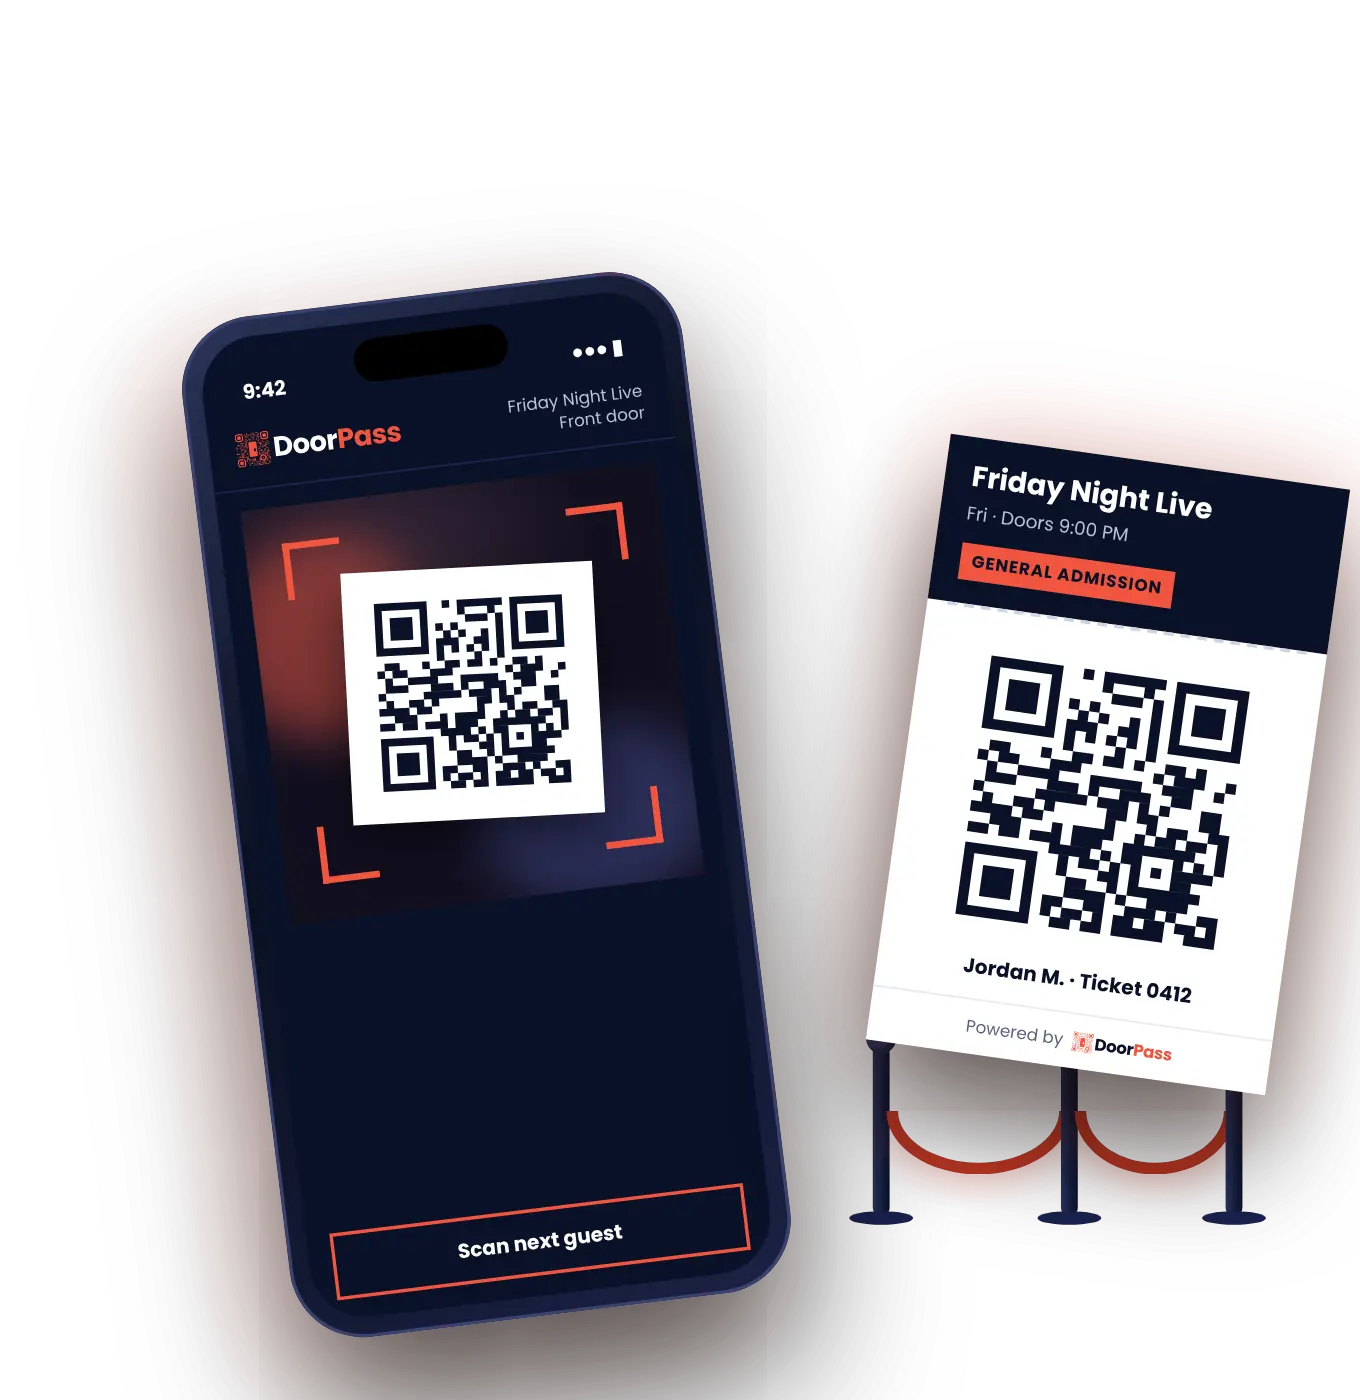 9:42
Friday Night Live
Front door
DoorPass
Scan next guest
Friday Night Live
Fri · Doors 9:00 PM
GENERAL ADMISSION
Jordan M. · Ticket 0412
Powered by DoorPass